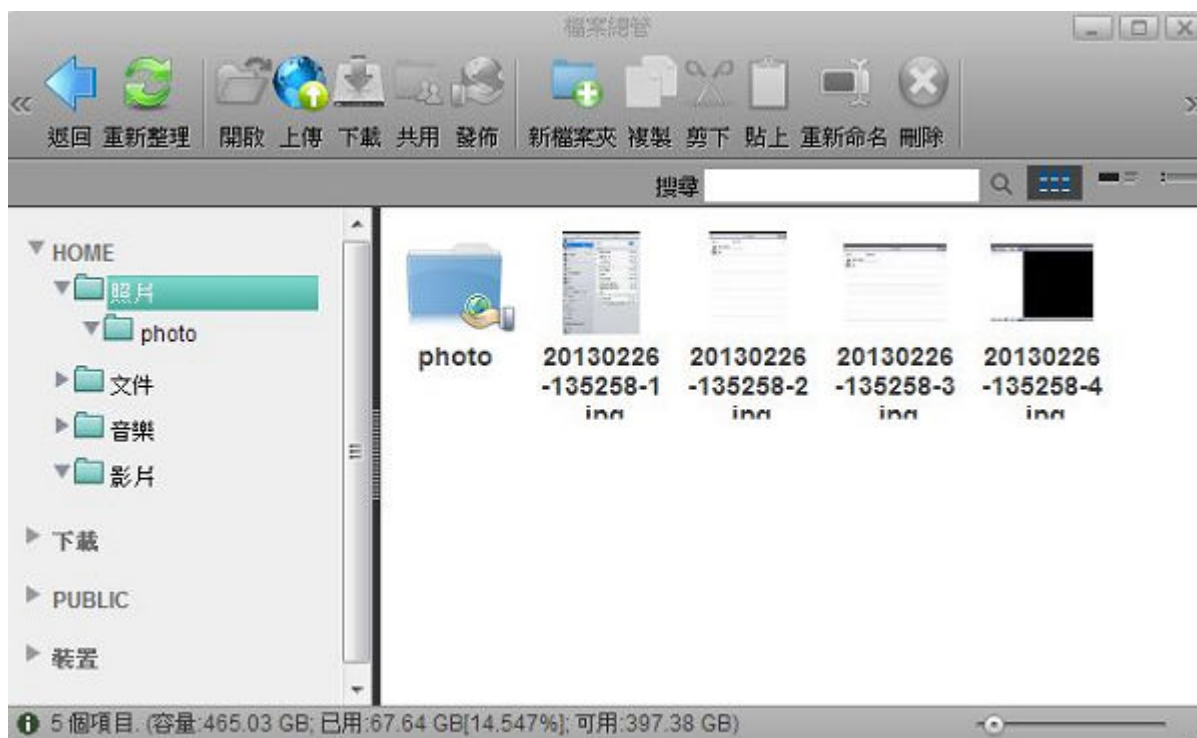 檔案總管
返回 重新整理 開啟 上傳 下載 共用 發佈 新檔案夾 複製 剪下 貼上 重新命名 刪除
搜尋
HOME
照片
photo
文件
音樂
影片
下載
PUBLIC
裝置
photo
20130226
-135258-1
jpg
20130226
-135258-2
jpg
20130226
-135258-3
jpg
20130226
-135258-4
jpg
5 個項目. (容量:465.03 GB; 已用:67.64 GB[14.547%]; 可用:397.38 GB)